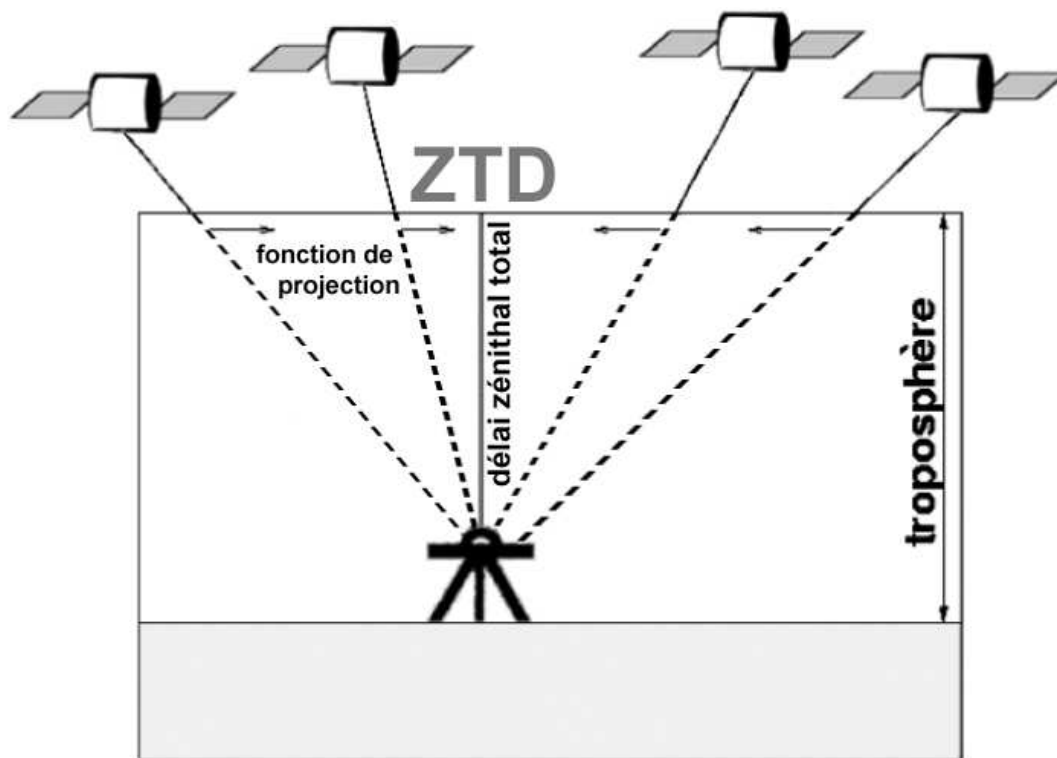 ZTD
fonction de
projection
délai zénithal total
troposphère